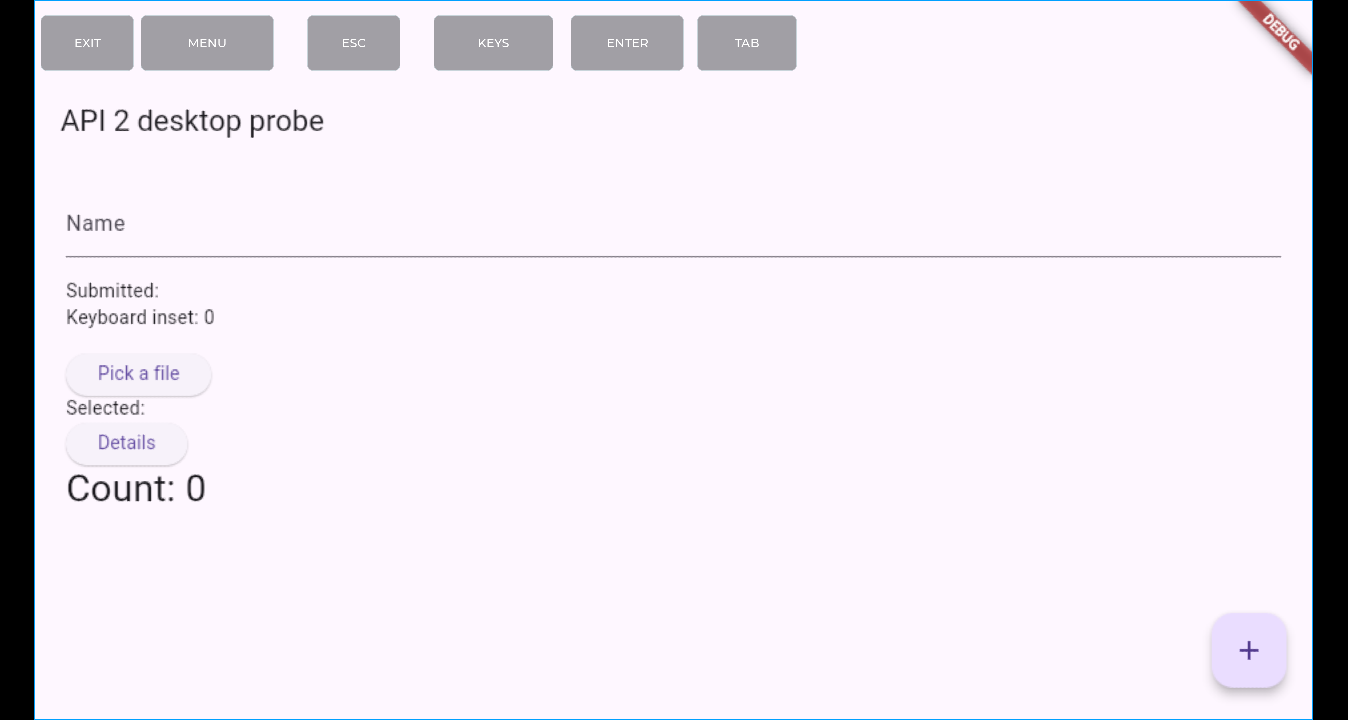 EXIT MENU ESC KEYS ENTER TAB
DEBUG
API 2 desktop probe
Name
Submitted:
Keyboard inset: 0
Pick a file
Selected:
Details
Count: 0
+